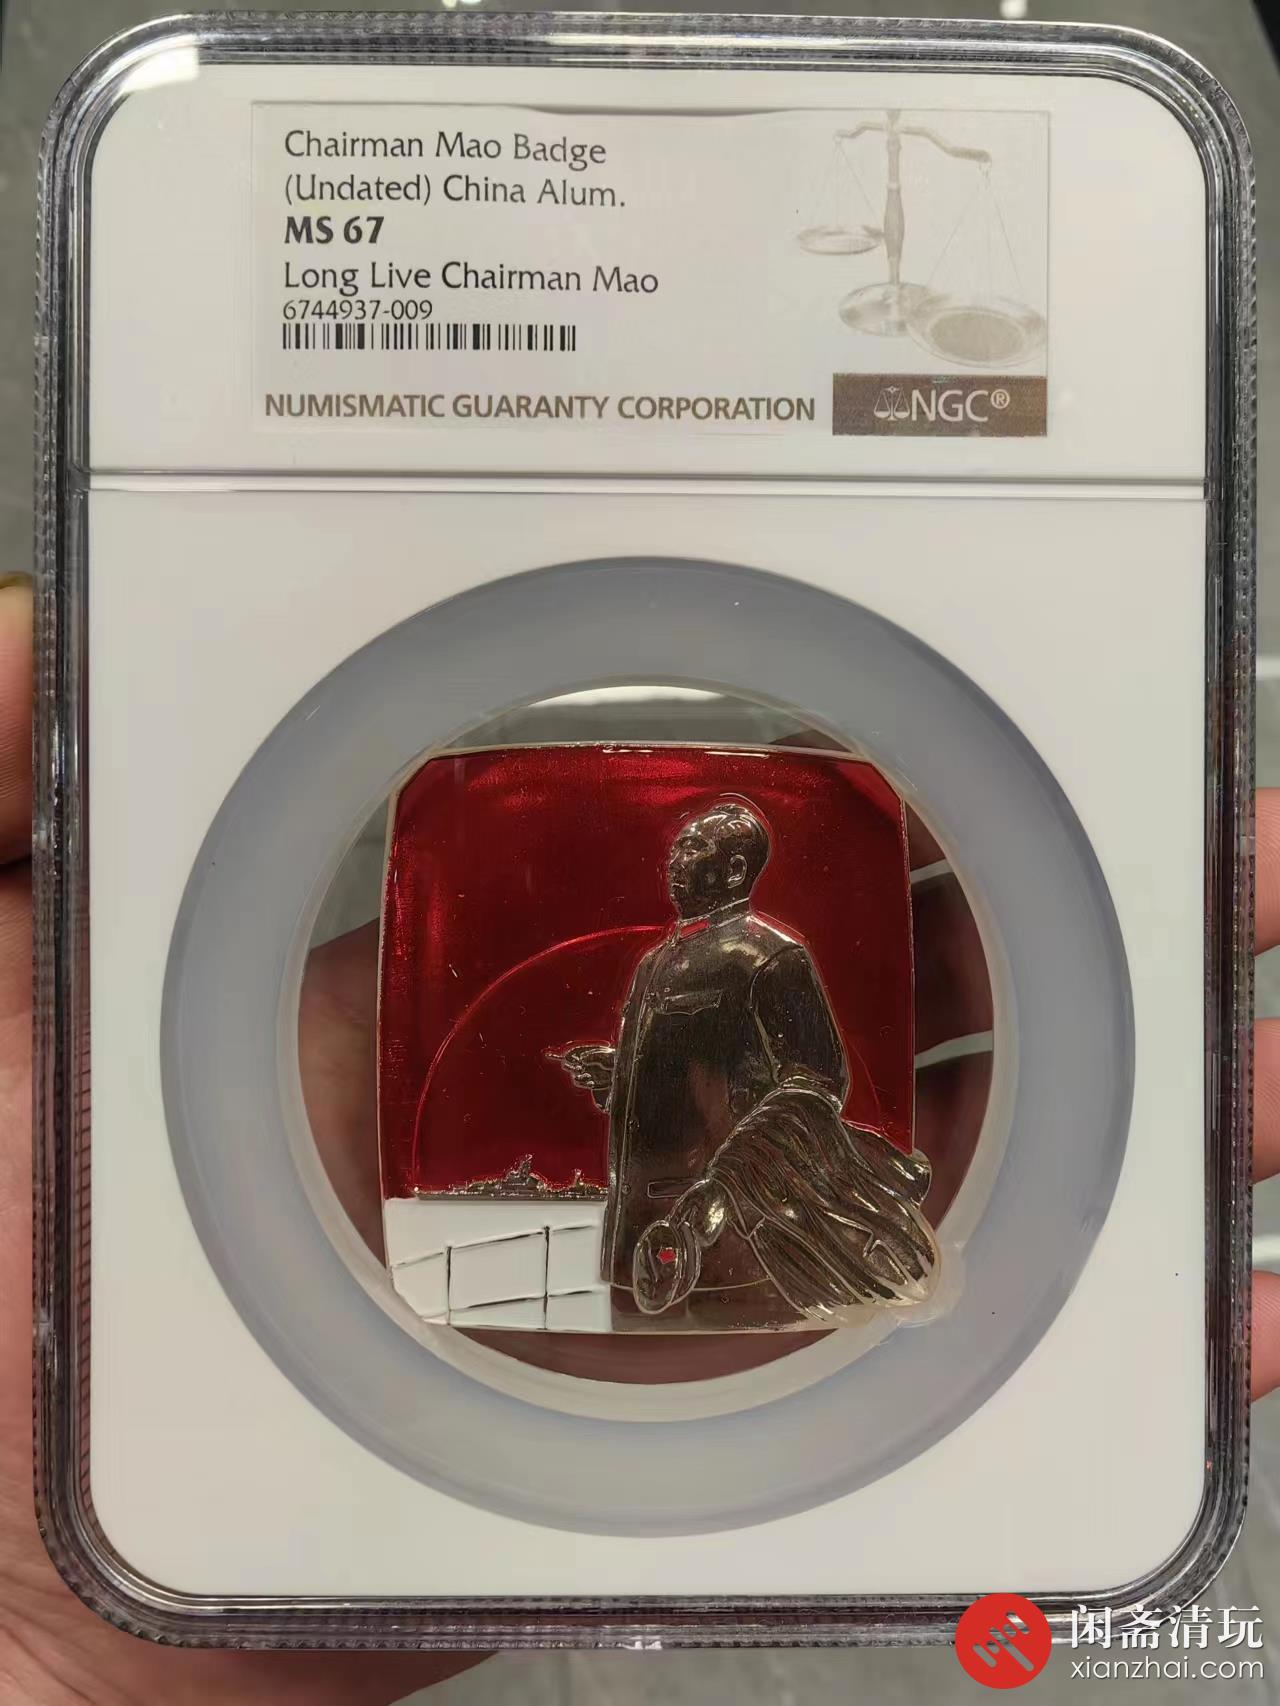 Chairman Mao Badge
(Undated) China Alum.
MS 67
Long Live Chairman Mao
6744937-009
NUMISMATIC GUARANTY CORPORATION
NGC®
闲斋清玩
xianzhai.com